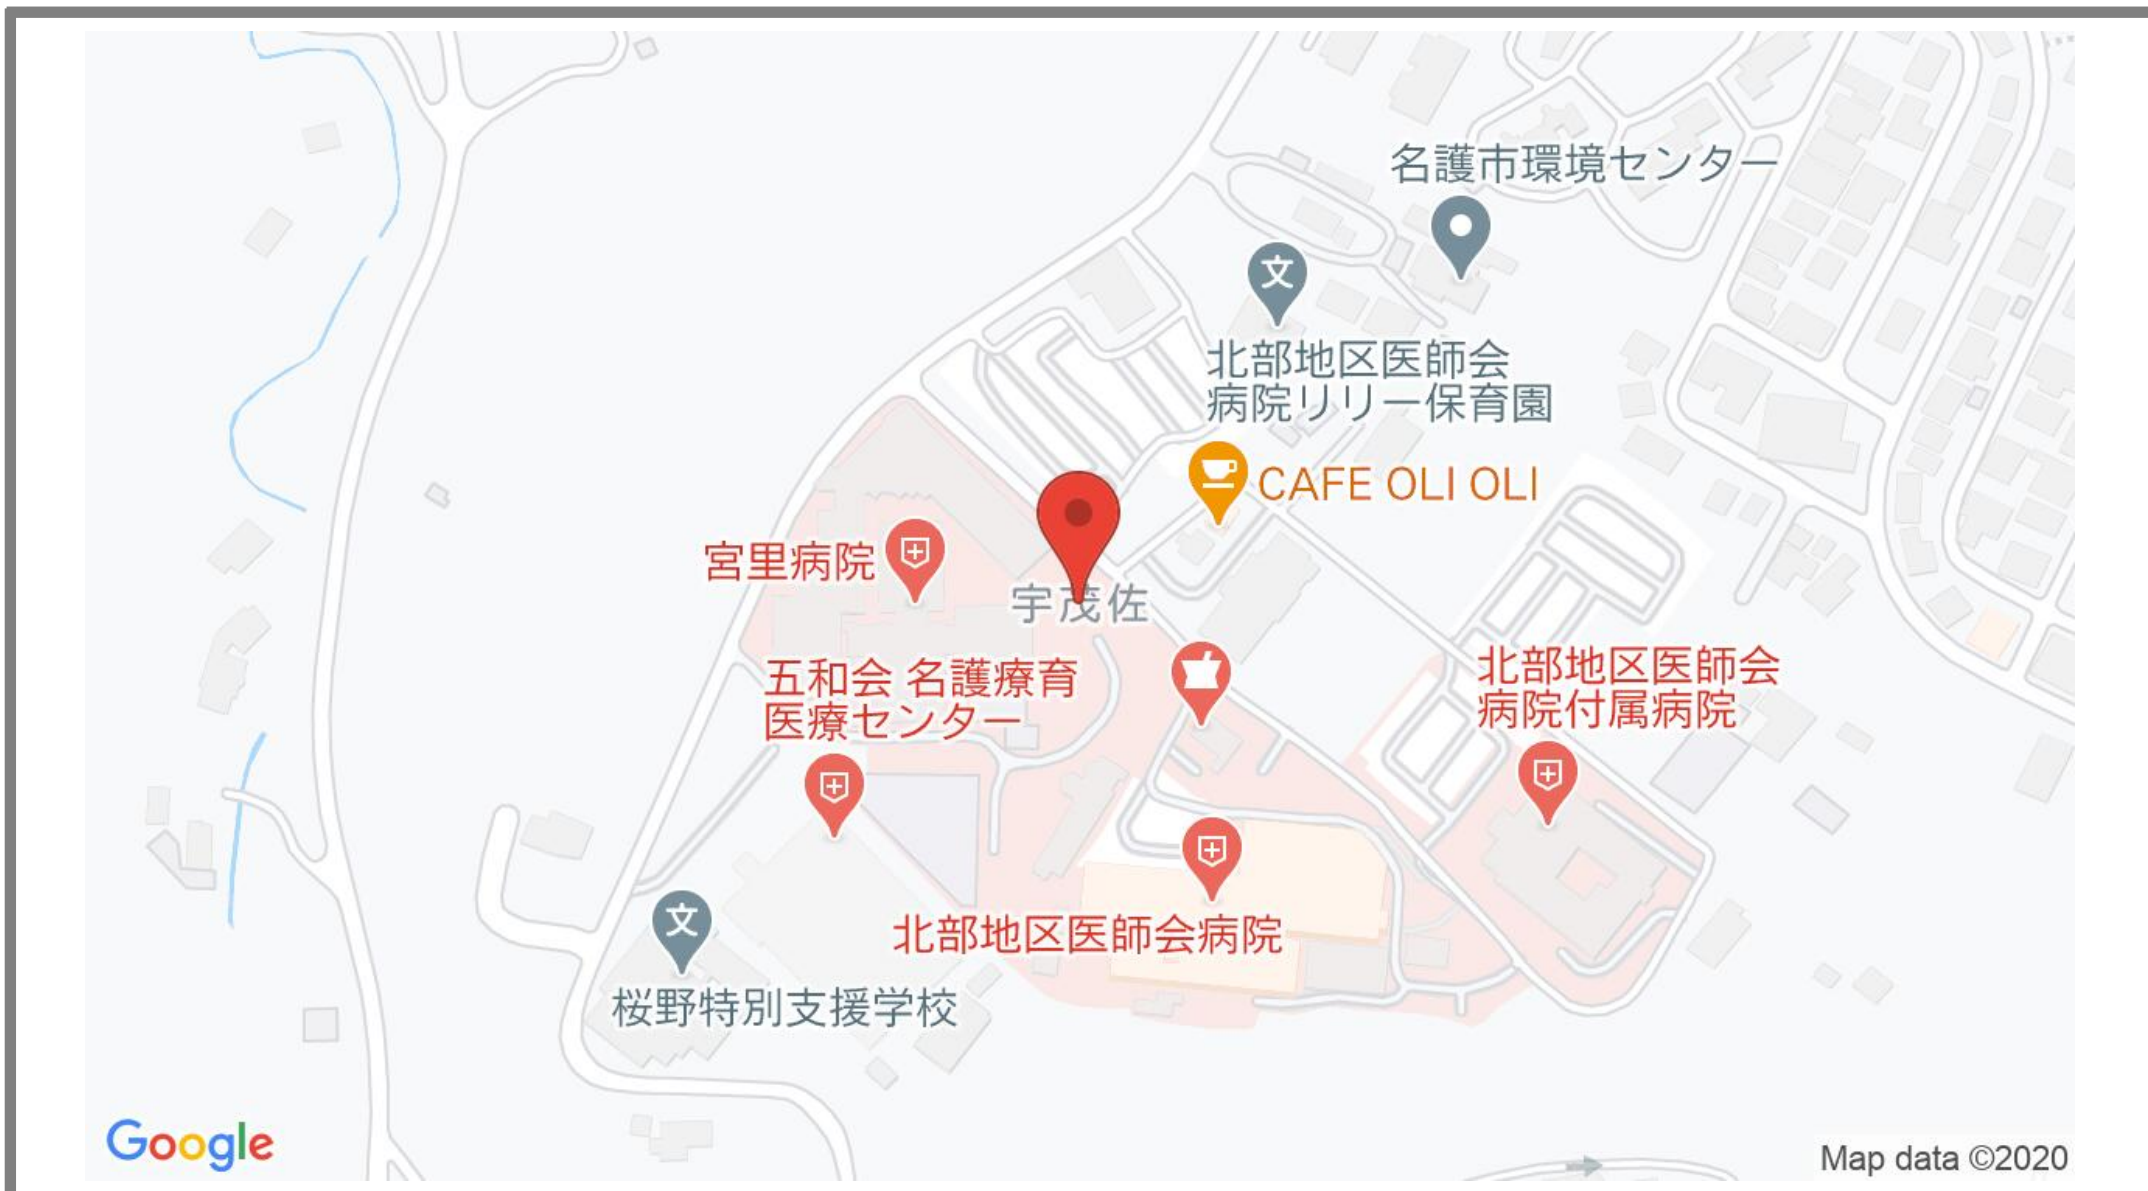 名護市環境センター
文
北部地区医師会
病院リリー保育園
CAFE OLI OLI
宮里病院
宇茂佐
五和会 名護療育
医療センター
北部地区医師会
病院付属病院
北部地区医師会病院
文
桜野特別支援学校
Google
Map data ©2020